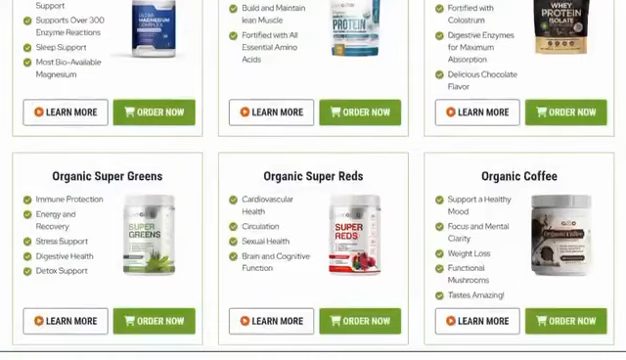 Support
Supports Over 300
Enzyme Reactions
Sleep Support
Most Bio-Available
Magnesium
MAGNESIUM
LEARN MORE
ORDER NOW
Build and Maintain
lean Muscle
Fortified with All
Essential Amino
Acids
PROTEIN
LEARN MORE
ORDER NOW
Fortified with
Colostrum
Digestive Enzymes
for Maximum
Absorption
Delicious Chocolate
Flavor
WHEY
PROTEIN
ISOLATE
LEARN MORE
ORDER NOW
Organic Super Greens
Immune Protection
Energy and
Recovery
Stress Support
Digestive Health
Detox Support
SUPER
GREENS
LEARN MORE
ORDER NOW
Organic Super Reds
Cardiovascular
Health
Circulation
Sexual Health
Brain and Cognitive
Function
SUPER
REDS
LEARN MORE
ORDER NOW
Organic Coffee
Support a Healthy
Mood
Focus and Mental
Clarity
Weight Loss
Functional
Mushrooms
Tastes Amazing!
LEARN MORE
ORDER NOW